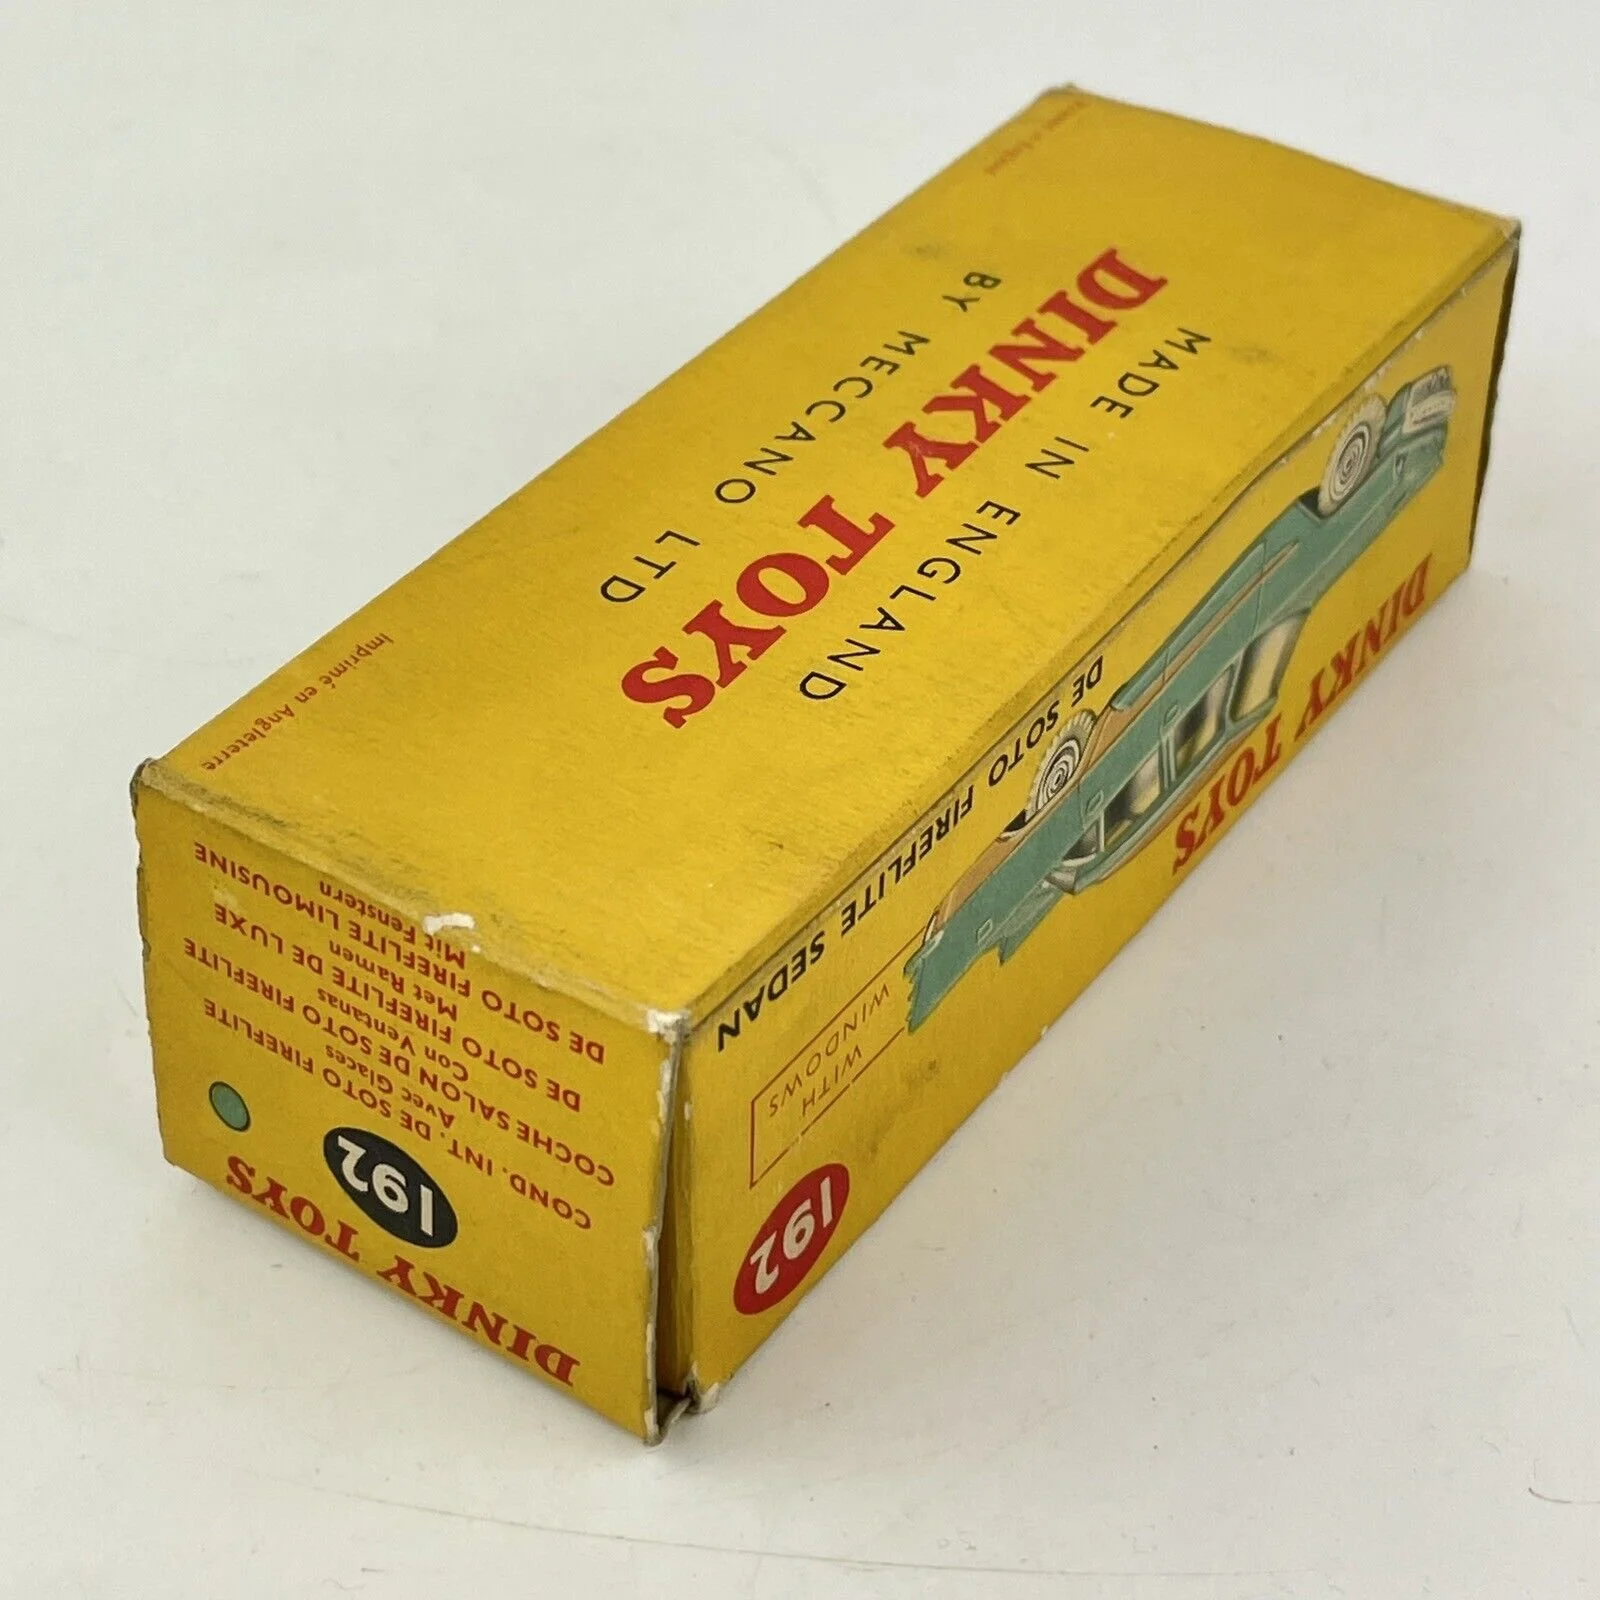 MADE IN ENGLAND
DINKY TOYS
BY MECCANO LTD
Imprimé en Angleterre
DINKY TOYS
192
WITH
WINDOWS
DE SOTO FIREFLITE SEDAN
DINKY TOYS
192
COND. INT. DE SOTO FIREFLITE
Avec Glaces
COCHE SALON DE SOTO FIREFLITE
Con Ventanas
DE SOTO FIREFLITE DE LUXE
Met Ramen
DE SOTO FIREFLITE LIMOUSINE
Mit Fenstern